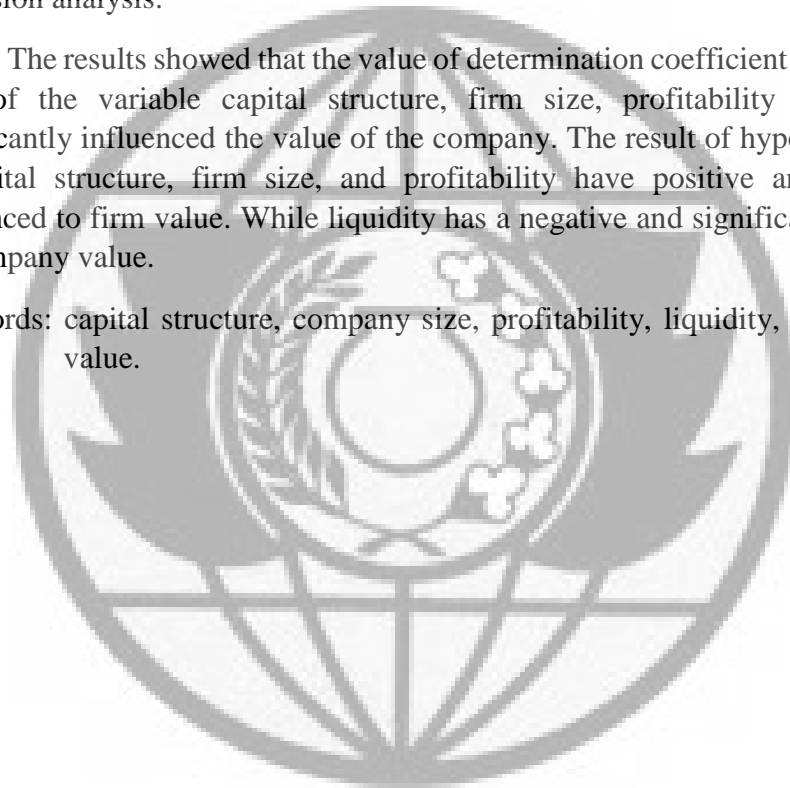 sion analysis.
The results showed that the value of determination coefficient
of the variable capital structure, firm size, profitability
cantly influenced the value of the company. The result of hypo
ital structure, firm size, and profitability have positive an
nced to firm value. While liquidity has a negative and significa
npany value.
ords: capital structure, company size, profitability, liquidity,
value.